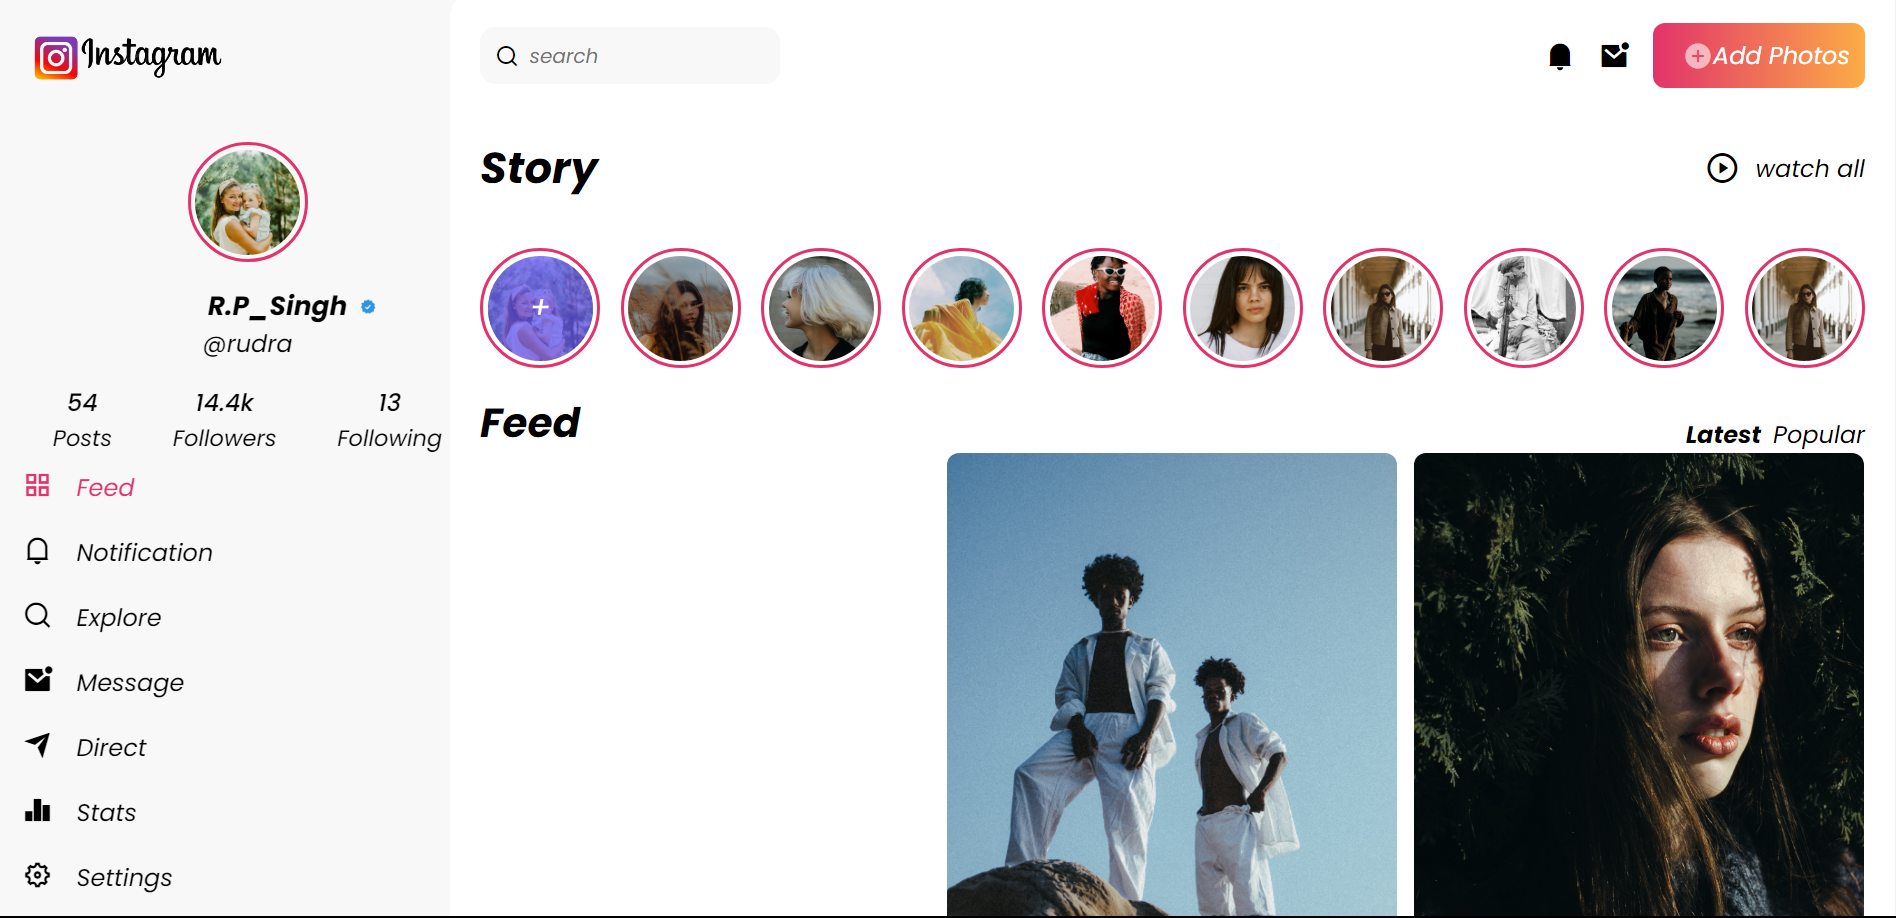 Instagram
R.P_Singh
@rudra
54 14.4k 13
Posts Followers Following
Feed
Notification
Explore
Message
Direct
Stats
Settings
search
+ Add Photos
Story
watch all
+
Feed
Latest Popular